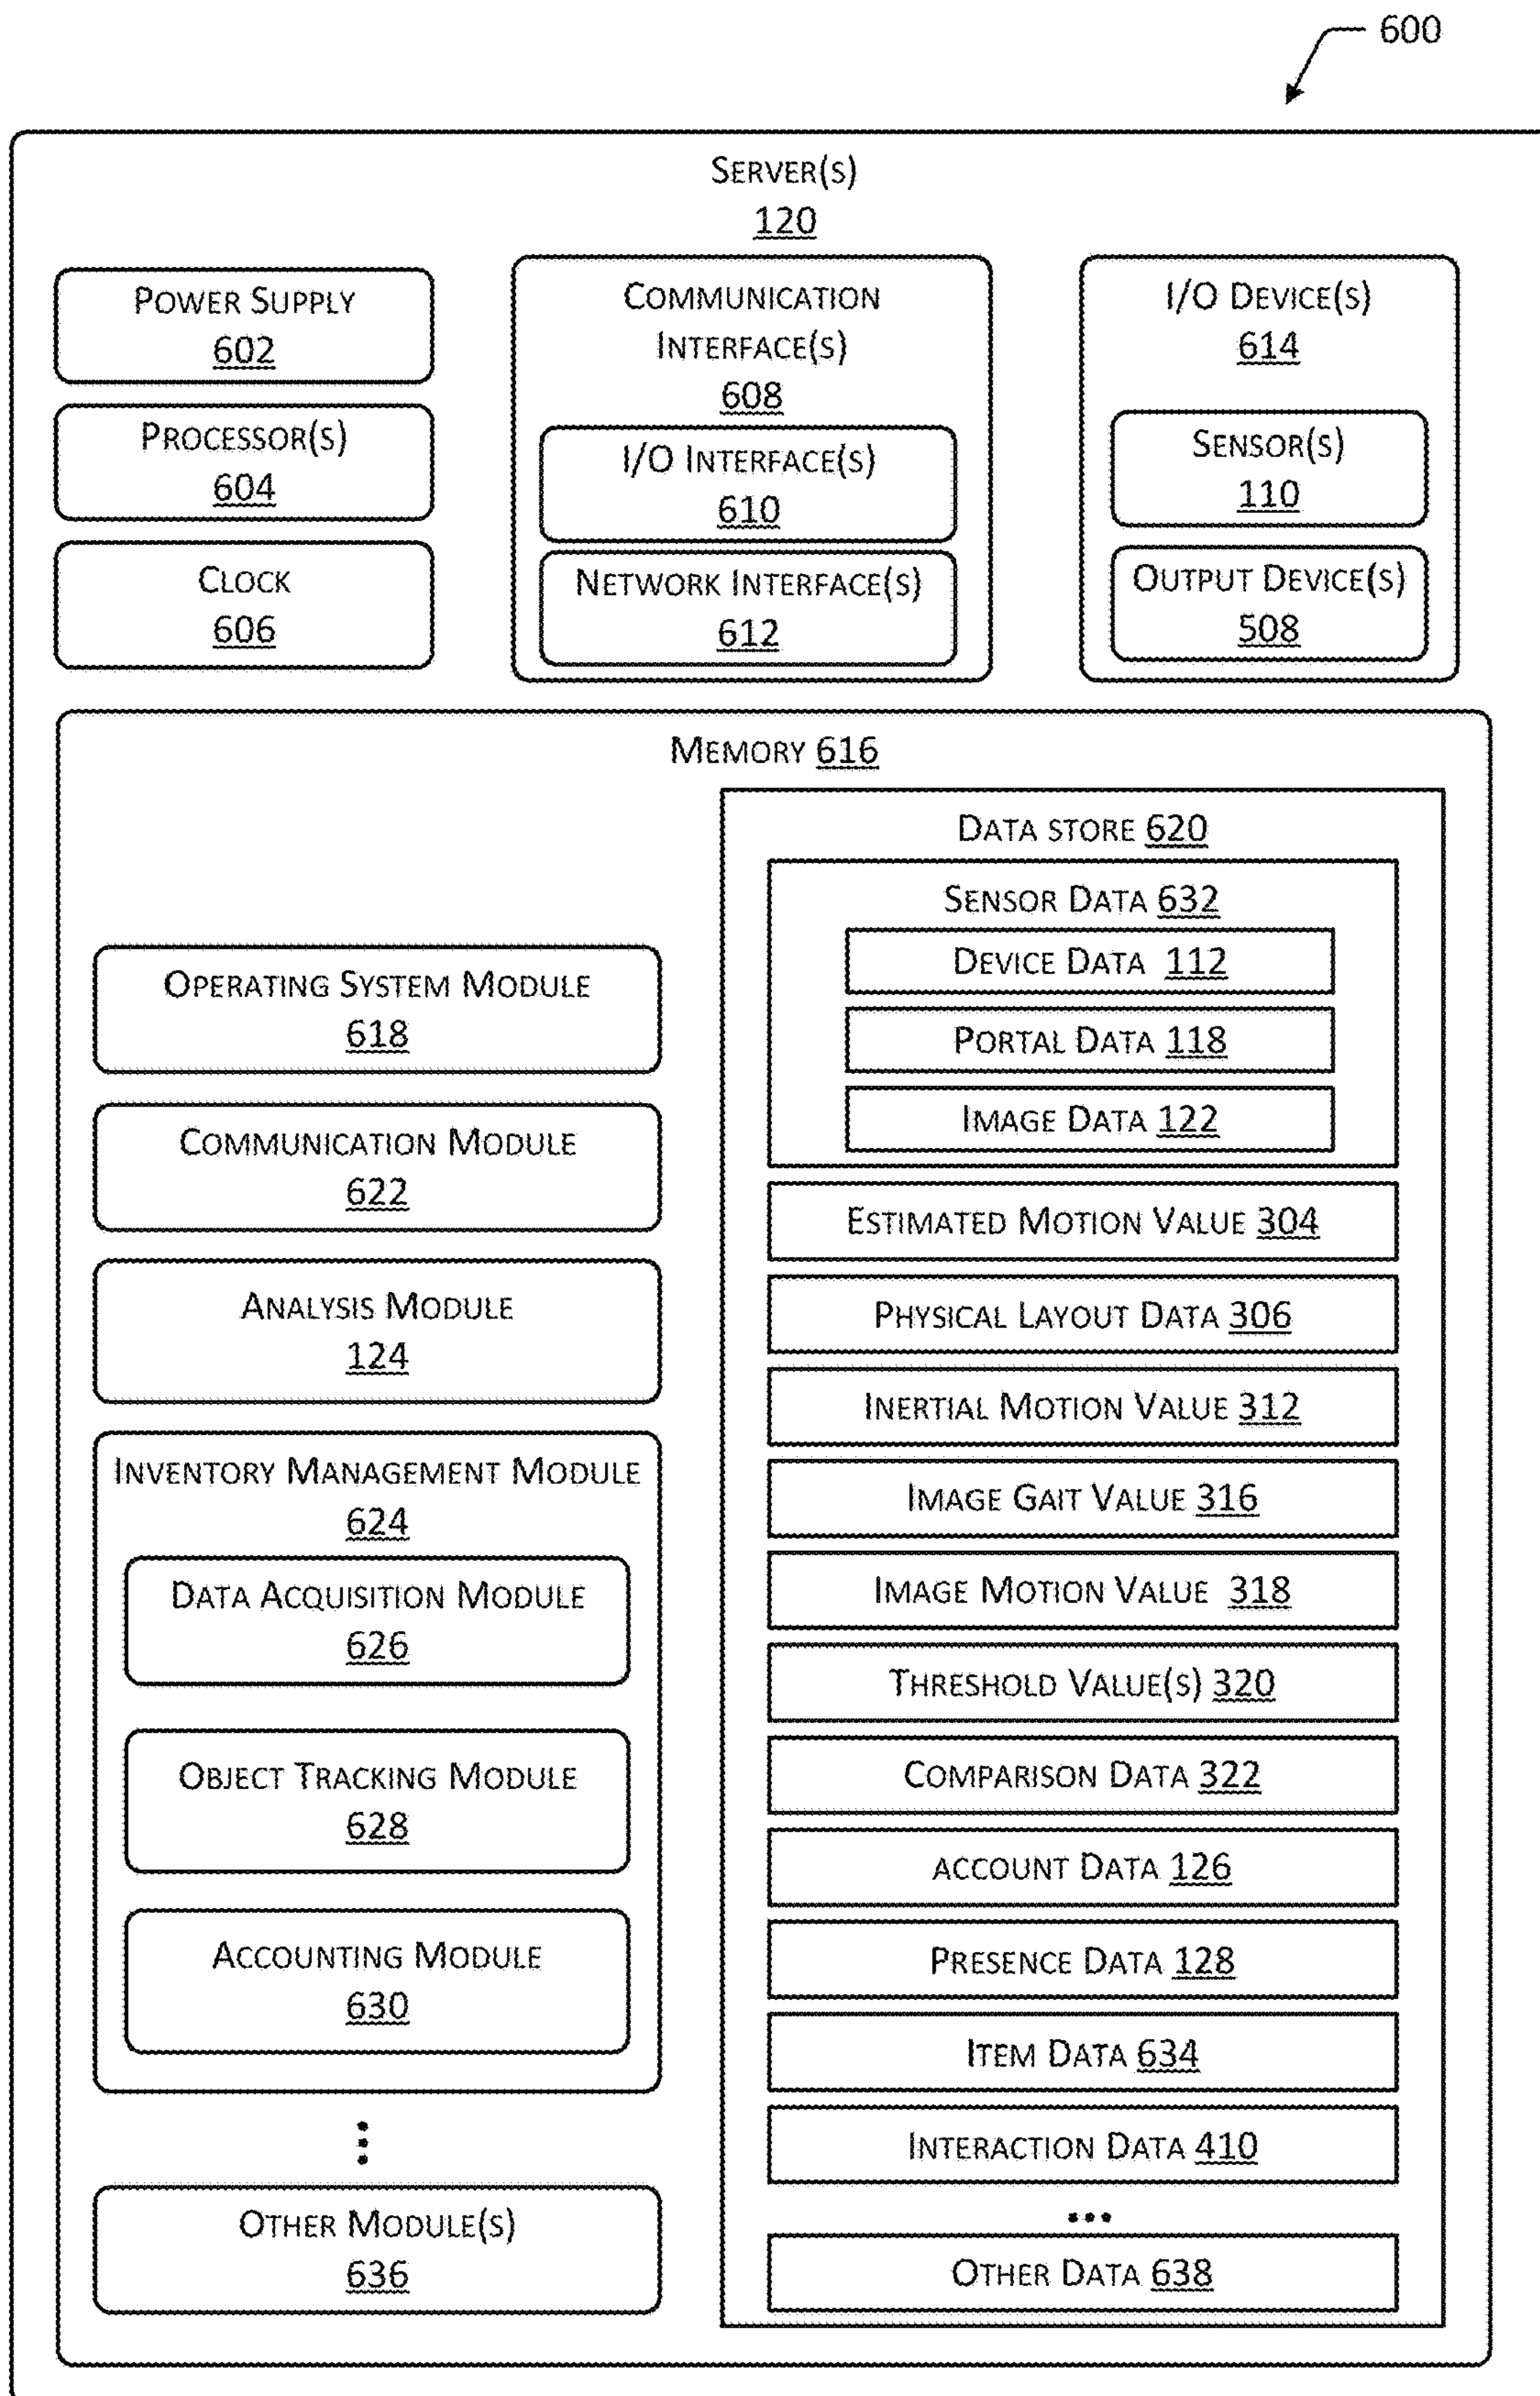 600
SERVER(S)
120
POWER SUPPLY
602
PROCESSOR(S)
604
CLOCK
606
COMMUNICATION
INTERFACE(S)
608
I/O INTERFACE(S)
610
NETWORK INTERFACE(S)
612
I/O DEVICE(S)
614
SENSOR(S)
110
OUTPUT DEVICE(S)
508
MEMORY 616
OPERATING SYSTEM MODULE
618
COMMUNICATION MODULE
622
ANALYSIS MODULE
124
INVENTORY MANAGEMENT MODULE
624
DATA ACQUISITION MODULE
626
OBJECT TRACKING MODULE
628
ACCOUNTING MODULE
630
OTHER MODULE(S)
636
DATA STORE 620
SENSOR DATA 632
DEVICE DATA 112
PORTAL DATA 118
IMAGE DATA 122
ESTIMATED MOTION VALUE 304
PHYSICAL LAYOUT DATA 306
INERTIAL MOTION VALUE 312
IMAGE GAIT VALUE 316
IMAGE MOTION VALUE 318
THRESHOLD VALUE(S) 320
COMPARISON DATA 322
ACCOUNT DATA 126
PRESENCE DATA 128
ITEM DATA 634
INTERACTION DATA 410
...
OTHER DATA 638